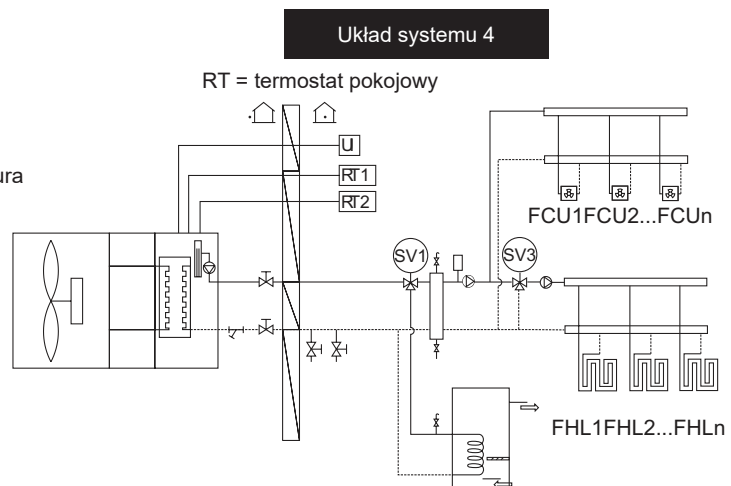 Układ systemu 4
RT = termostat pokojowy
ura
U
RT1
RT2
FCU1FCU2...FCUn
SV1
SV3
FHL1FHL2...FHLn